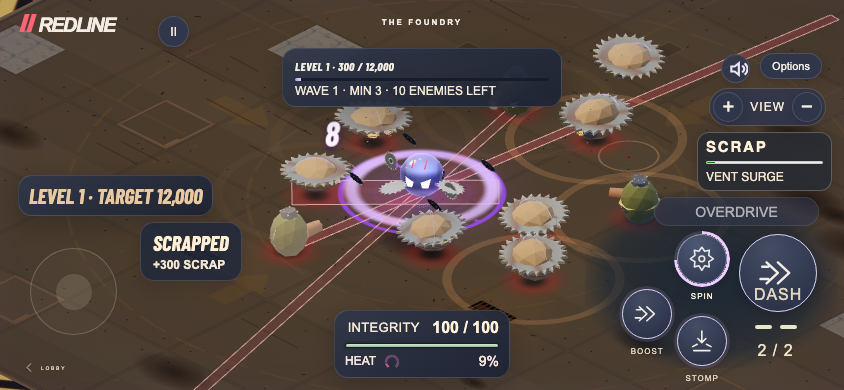 REDLINE
THE FOUNDRY
LEVEL 1 · 300 / 12,000
WAVE 1 · MIN 3 · 10 ENEMIES LEFT
Options
+ VIEW −
8
SCRAP
VENT SURGE
LEVEL 1 · TARGET 12,000
OVERDRIVE
SCRAPPED
+300 SCRAP
SPIN
DASH
BOOST
2 / 2
STOMP
INTEGRITY 100 / 100
HEAT 9%
LOBBY